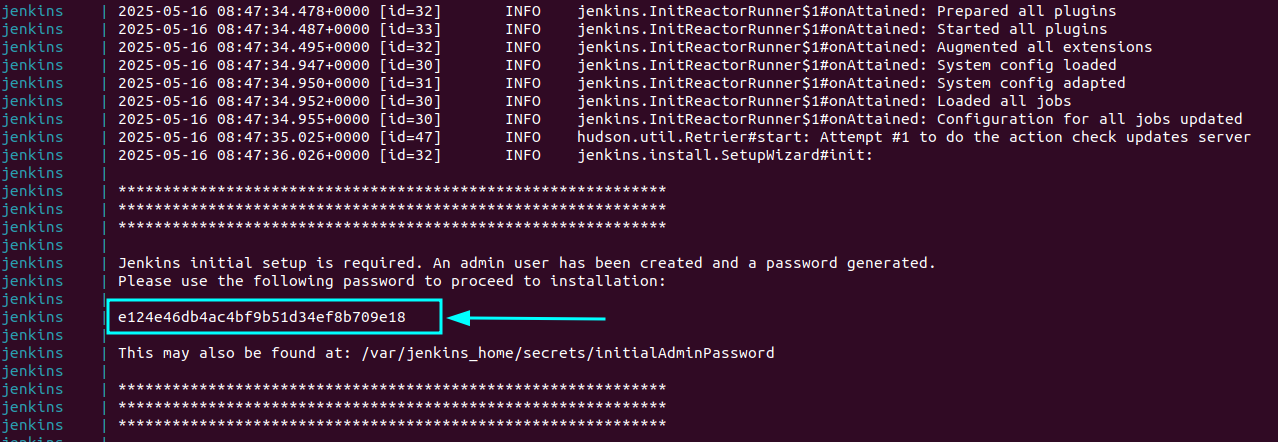 jenkins | 2025-05-16 08:47:34.478+0000 [id=32] INFO jenkins.InitReactorRunner$1#onAttained: Prepared all plugins
jenkins | 2025-05-16 08:47:34.487+0000 [id=33] INFO jenkins.InitReactorRunner$1#onAttained: Started all plugins
jenkins | 2025-05-16 08:47:34.495+0000 [id=32] INFO jenkins.InitReactorRunner$1#onAttained: Augmented all extensions
jenkins | 2025-05-16 08:47:34.947+0000 [id=30] INFO jenkins.InitReactorRunner$1#onAttained: System config loaded
jenkins | 2025-05-16 08:47:34.950+0000 [id=31] INFO jenkins.InitReactorRunner$1#onAttained: System config adapted
jenkins | 2025-05-16 08:47:34.952+0000 [id=30] INFO jenkins.InitReactorRunner$1#onAttained: Loaded all jobs
jenkins | 2025-05-16 08:47:34.955+0000 [id=30] INFO jenkins.InitReactorRunner$1#onAttained: Configuration for all jobs updated
jenkins | 2025-05-16 08:47:35.025+0000 [id=47] INFO hudson.util.Retrier#start: Attempt #1 to do the action check updates server
jenkins | 2025-05-16 08:47:36.026+0000 [id=32] INFO jenkins.install.SetupWizard#init:
jenkins |
jenkins | *************************************************************
jenkins | *************************************************************
jenkins | *************************************************************
jenkins |
jenkins | Jenkins initial setup is required. An admin user has been created and a password generated.
jenkins | Please use the following password to proceed to installation:
jenkins |
jenkins | e124e46db4ac4bf9b51d34ef8b709e18
jenkins |
jenkins | This may also be found at: /var/jenkins_home/secrets/initialAdminPassword
jenkins |
jenkins | *************************************************************
jenkins | *************************************************************
jenkins | *************************************************************
jenkins |